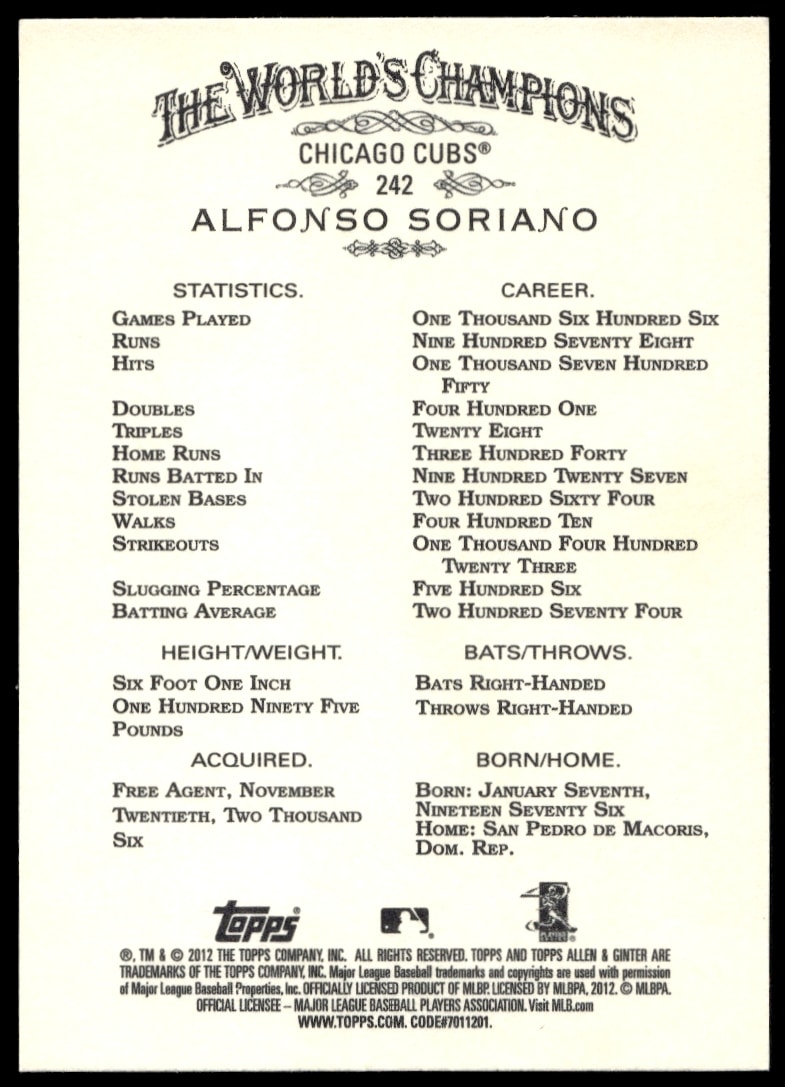 THE WORLD'S CHAMPIONS
CHICAGO CUBS®
242
ALFONSO SORIANO
STATISTICS. CAREER.
GAMES PLAYED ONE THOUSAND SIX HUNDRED SIX
RUNS NINE HUNDRED SEVENTY EIGHT
HITS ONE THOUSAND SEVEN HUNDRED
FIFTY
DOUBLES FOUR HUNDRED ONE
TRIPLES TWENTY EIGHT
HOME RUNS THREE HUNDRED FORTY
RUNS BATTED IN NINE HUNDRED TWENTY SEVEN
STOLEN BASES TWO HUNDRED SIXTY FOUR
WALKS FOUR HUNDRED TEN
STRIKEOUTS ONE THOUSAND FOUR HUNDRED
TWENTY THREE
SLUGGING PERCENTAGE FIVE HUNDRED SIX
BATTING AVERAGE TWO HUNDRED SEVENTY FOUR
HEIGHT/WEIGHT.
SIX FOOT ONE INCH
ONE HUNDRED NINETY FIVE
POUNDS
BATS/THROWS.
BATS RIGHT-HANDED
THROWS RIGHT-HANDED
ACQUIRED.
FREE AGENT, NOVEMBER
TWENTIETH, TWO THOUSAND
SIX
BORN/HOME.
BORN: JANUARY SEVENTH,
NINETEEN SEVENTY SIX
HOME: SAN PEDRO DE MACORIS,
DOM. REP.
Topps®
®, TM & © 2012 THE TOPPS COMPANY, INC. ALL RIGHTS RESERVED. TOPPS AND TOPPS ALLEN & GINTER ARE
TRADEMARKS OF THE TOPPS COMPANY, INC. Major League Baseball trademarks and copyrights are used with permission
of Major League Baseball Properties, Inc. OFFICIALLY LICENSED PRODUCT OF MLBP. LICENSED BY MLBPA, 2012. © MLBPA.
OFFICIAL LICENSEE – MAJOR LEAGUE BASEBALL PLAYERS ASSOCIATION. Visit MLB.com
WWW.TOPPS.COM. CODE#7011201.